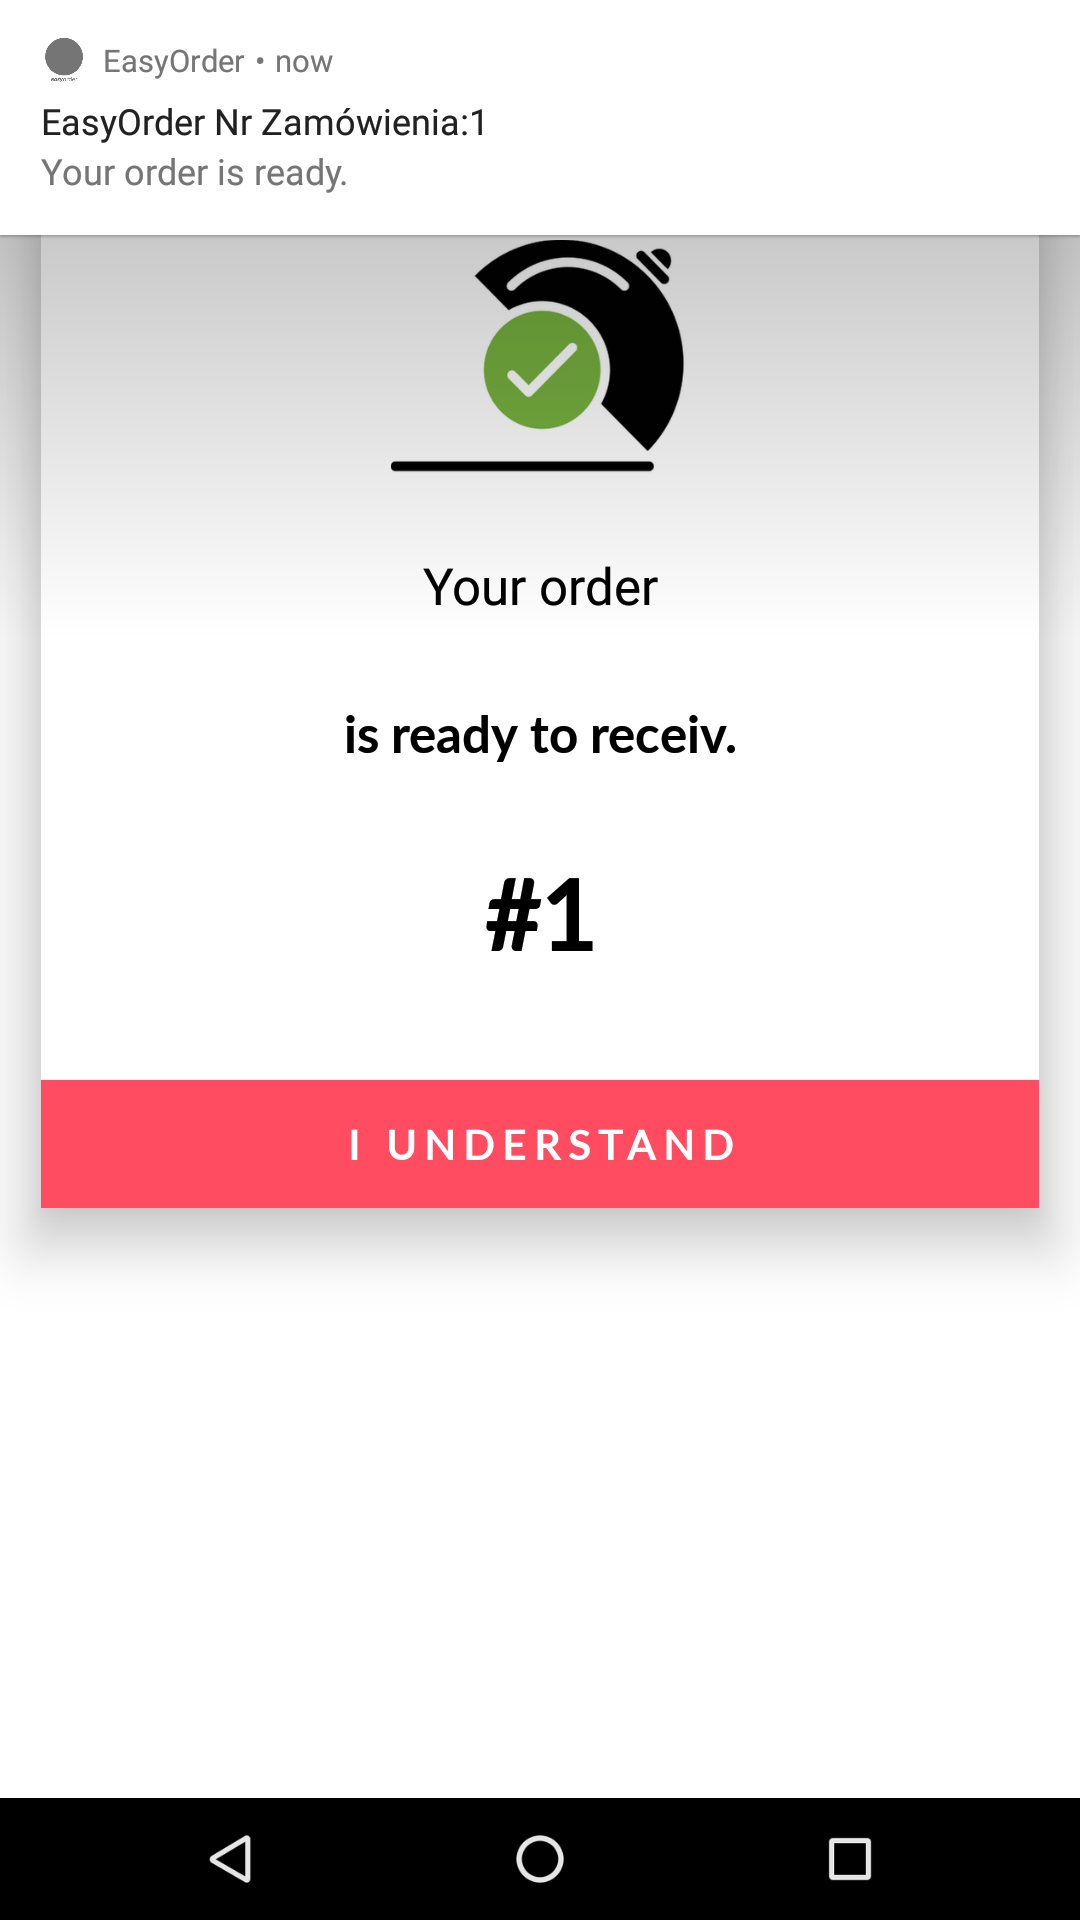 EasyOrder • now
EasyOrder Nr Zamówienia:1
Your order is ready.
Your order
is ready to receiv.
#1
I UNDERSTAND